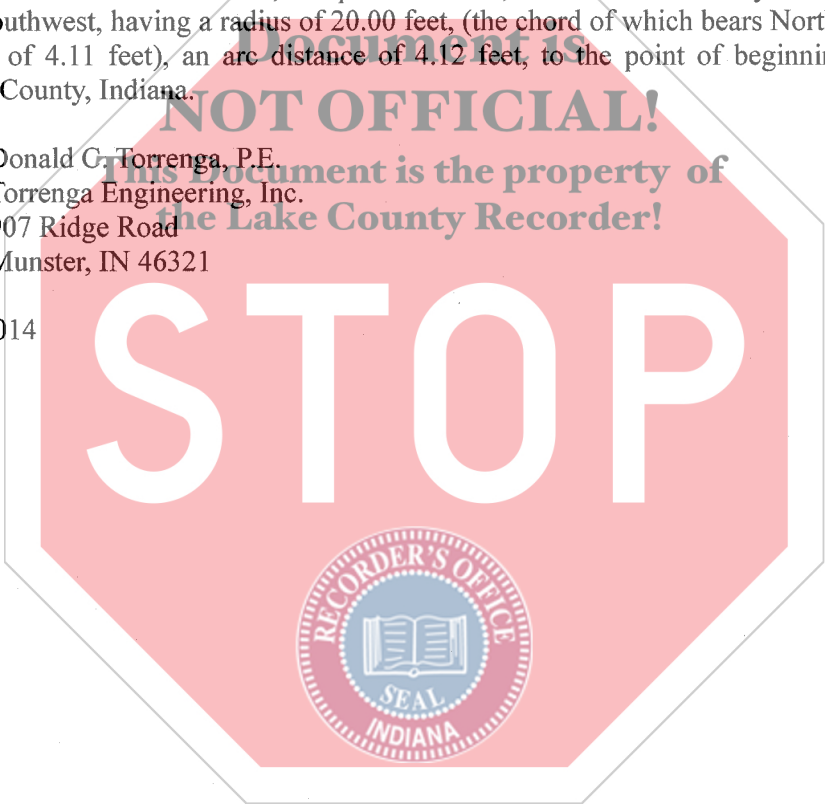 outhwest, having a radius of 20.00 feet, (the chord of which bears Nort
of 4.11 feet), an arc distance of 4.12 feet, to the point of beginnin
County, Indiana.
Document is
NOT OFFICIAL!
This Document is the property of
the Lake County Recorder!
Donald G. Torrenga, P.E.
Torrenga Engineering, Inc.
907 Ridge Road
Munster, IN 46321
014
STOP
RECORDER'S OFFICE
SEAL
INDIANA